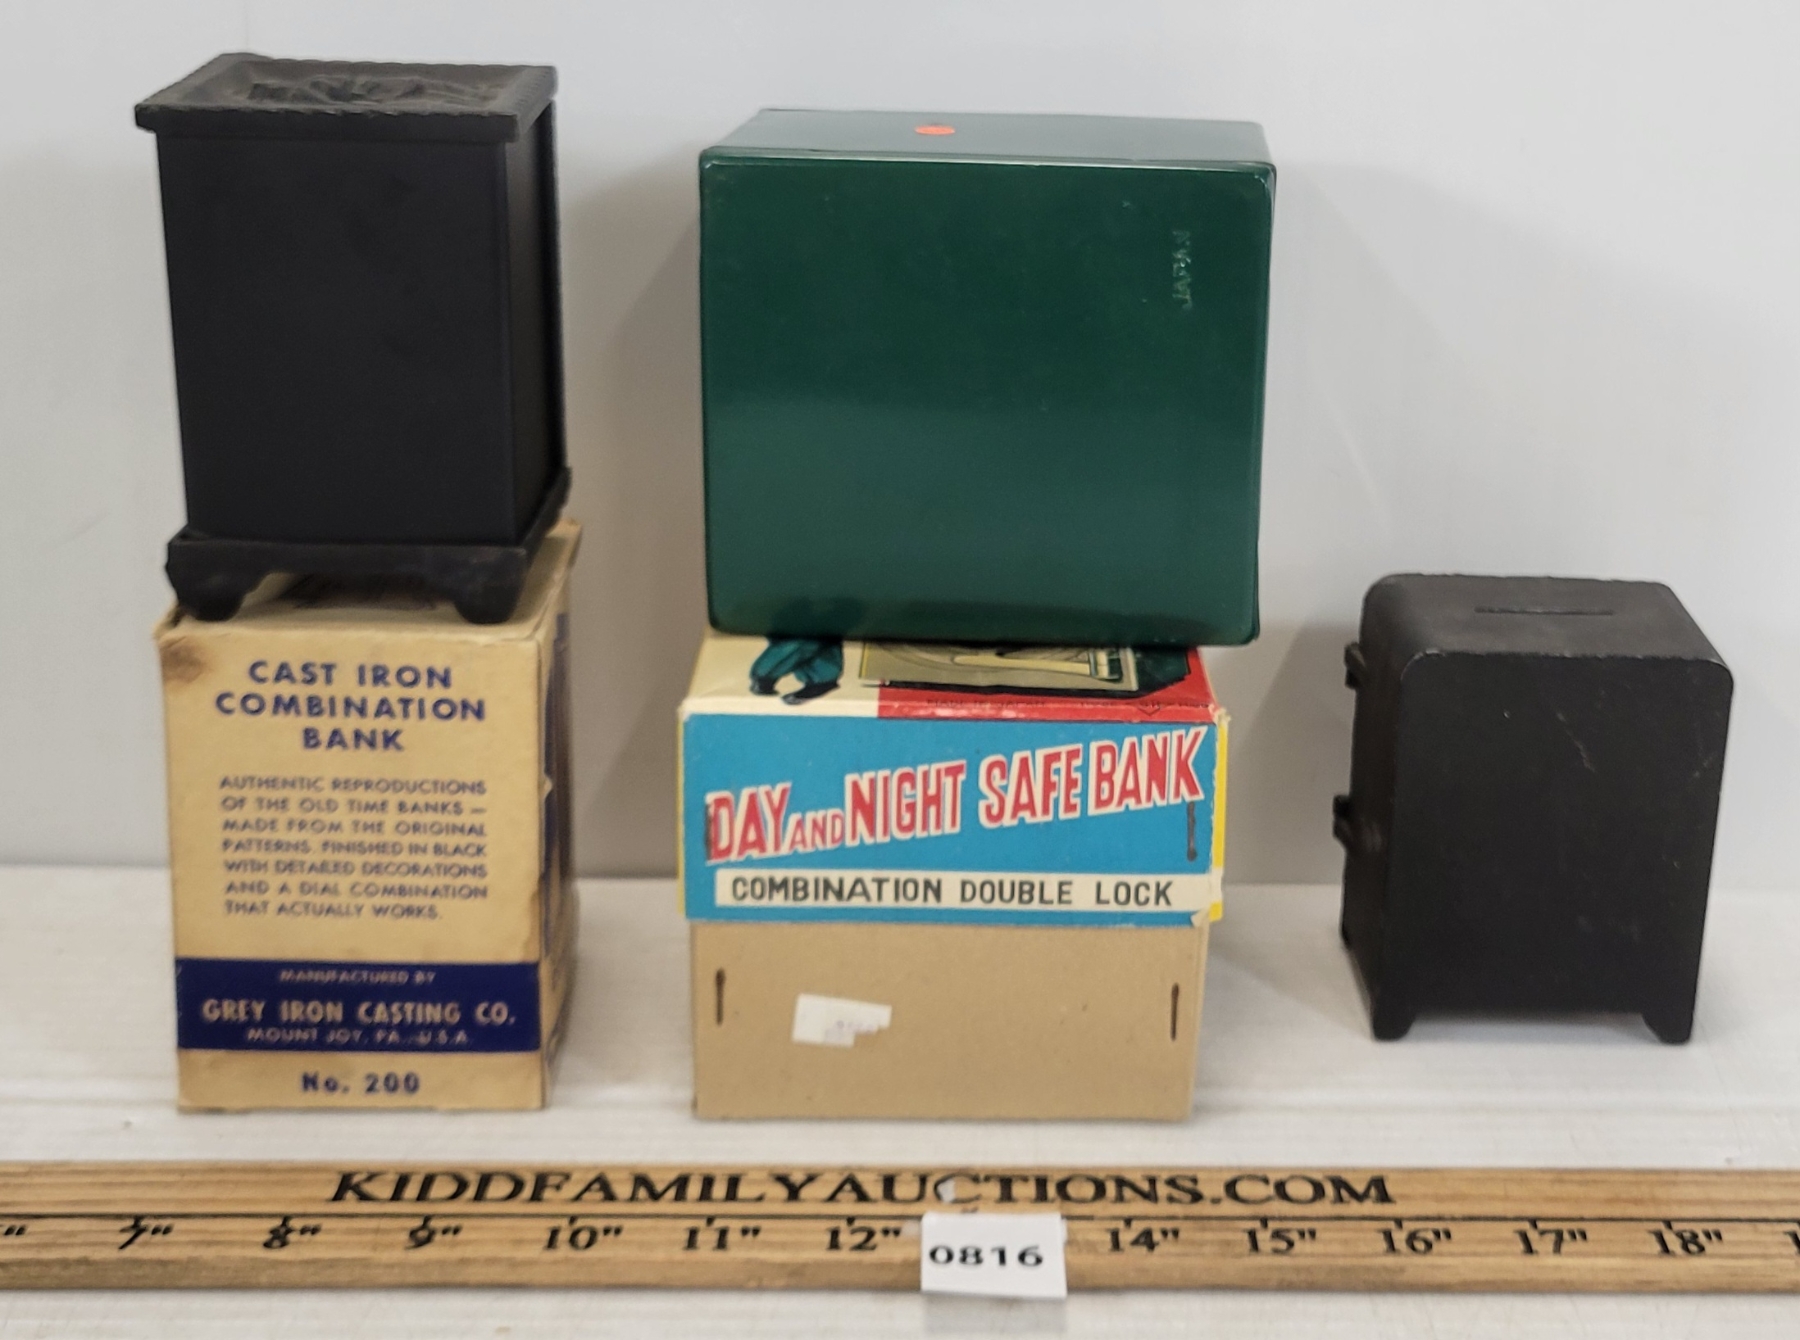 JAPAN
CAST IRON
COMBINATION
BANK
AUTHENTIC REPRODUCTIONS
OF THE OLD TIME BANKS —
MADE FROM THE ORIGINAL
PATTERNS. FINISHED IN BLACK
WITH DETAILED DECORATIONS
AND A DIAL COMBINATION
THAT ACTUALLY WORKS.
MANUFACTURED BY
GREY IRON CASTING CO.
MOUNT JOY, PA., U.S.A.
No. 200
MADE IN JAPAN
DAY AND NIGHT SAFE BANK
COMBINATION DOUBLE LOCK
KIDDFAMILYAUCTIONS.COM
7" 8" 9" 10" 11" 12" 14" 15" 16" 17" 18"
0816